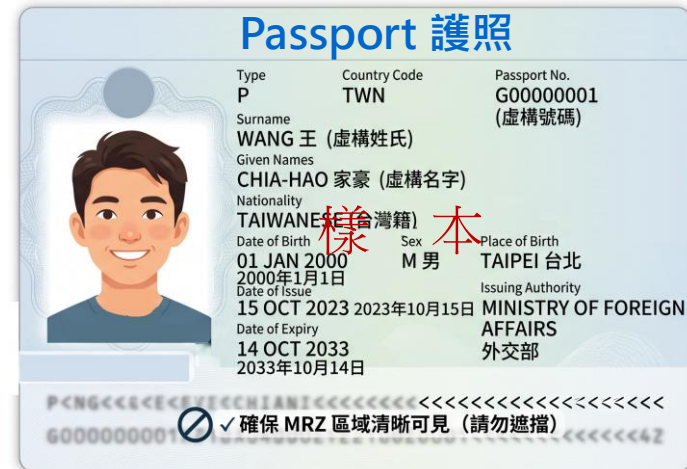 Passport 護照
Type Country Code Passport No.
P TWN G00000001
(虛構號碼)
Surname
WANG 王 (虛構姓氏)
Given Names
CHIA-HAO 家豪 (虛構名字)
Nationality
TAIWANESE (台灣籍)
樣 本
Date of Birth Sex Place of Birth
01 JAN 2000 M 男 TAIPEI 台北
2000年1月1日
Date of Issue Issuing Authority
15 OCT 2023 2023年10月15日 MINISTRY OF FOREIGN
AFFAIRS
Date of Expiry
14 OCT 2033 外交部
2033年10月14日
✓確保 MRZ 區域清晰可見（請勿遮擋）